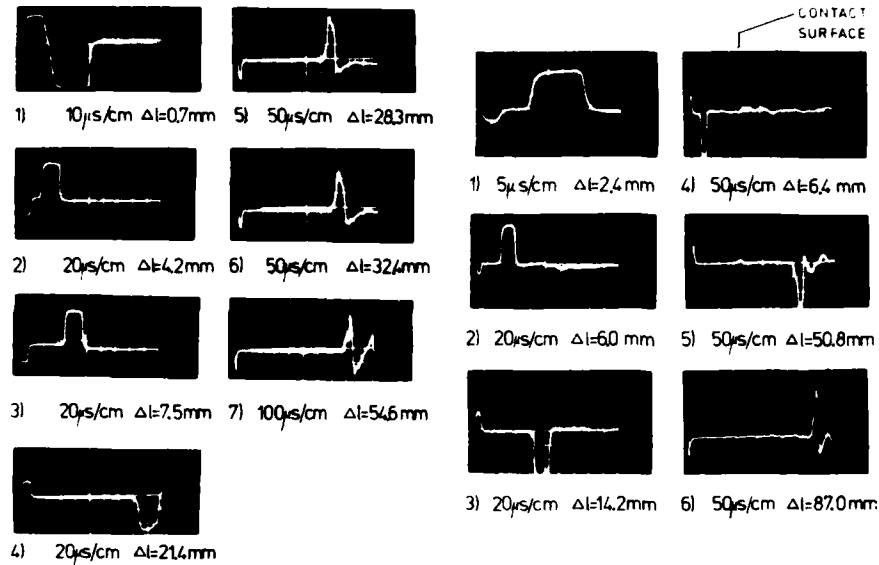 1) 10μs/cm Δl=0.7mm
2) 20μs/cm Δl=4.2mm
3) 20μs/cm Δl=7.5mm
4) 20μs/cm Δl=21.4mm
5) 50μs/cm Δl=28.3mm
6) 50μs/cm Δl=32.4mm
7) 100μs/cm Δl=54.6mm
CONTACT
SURFACE
1) 5μs/cm Δl=2.4mm
2) 20μs/cm Δl=6.0 mm
3) 20μs/cm Δl=14.2mm
4) 50μs/cm Δl=6.4 mm
5) 50μs/cm Δl=50.8mm
6) 50μs/cm Δl=87.0mm